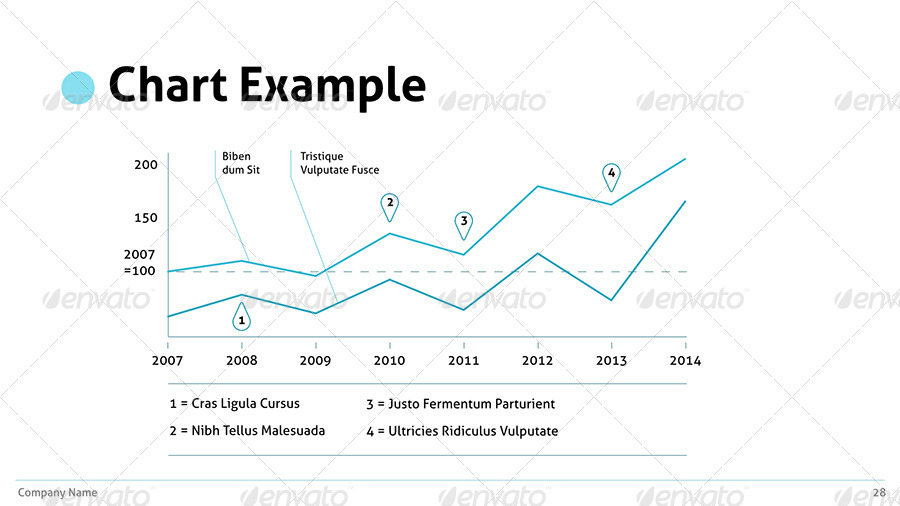 Chart Example
Biben
dum Sit
Tristique
Vulputate Fusce
200
150
2007
=100
4
2
3
1
2007 2008 2009 2010 2011 2012 2013 2014
1 = Cras Ligula Cursus
3 = Justo Fermentum Parturient
2 = Nibh Tellus Malesuada
4 = Ultricies Ridiculus Vulputate
Company Name
28
envato